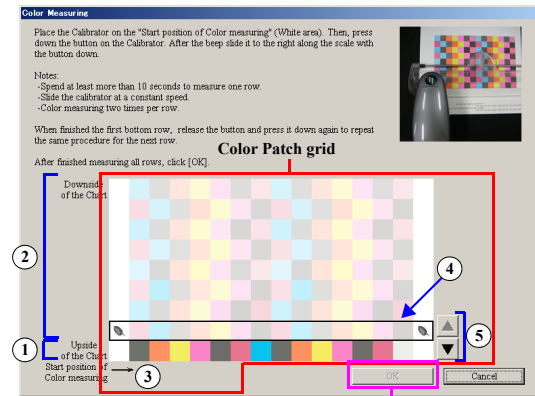 Color Measuring
Place the Calibrator on the "Start position of Color measuring" (White area). Then, press
down the button on the Calibrator. After the beep slide it to the right along the scale with
the button down.
Notes:
-Spend at least more than 10 seconds to measure one row.
-Slide the calibrator at a constant speed.
-Color measuring two times per row.
When finished the first bottom row, release the button and press it down again to repeat
the same procedure for the next row.
Color Patch grid
After finished measuring all rows, click [OK].
Downside
of the Chart
2
4
1
Upside
of the Chart
5
Start position of
Color measuring
3
OK
Cancel